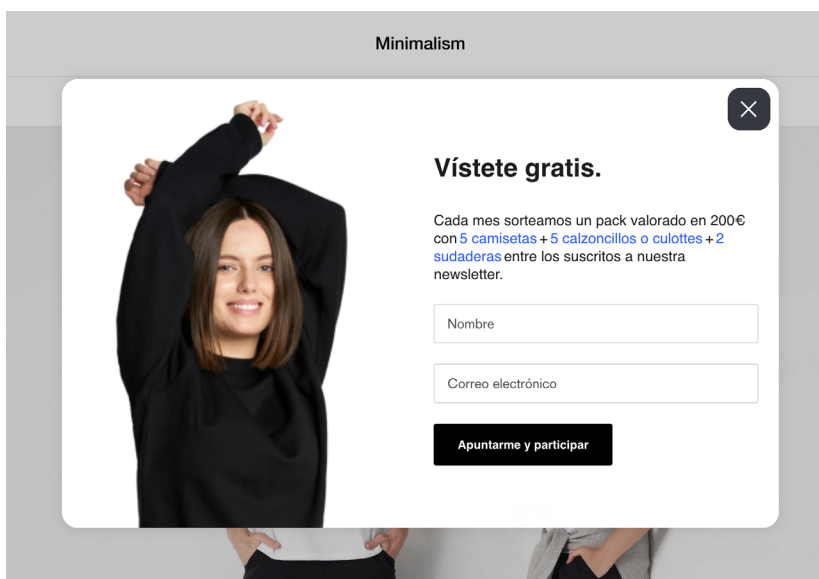 Minimalism
Vístete gratis.
Cada mes sorteamos un pack valorado en 200€
con 5 camisetas + 5 calzoncillos o culottes + 2
sudaderas entre los suscritos a nuestra
newsletter.
Nombre
Correo electrónico
Apuntarme y participar